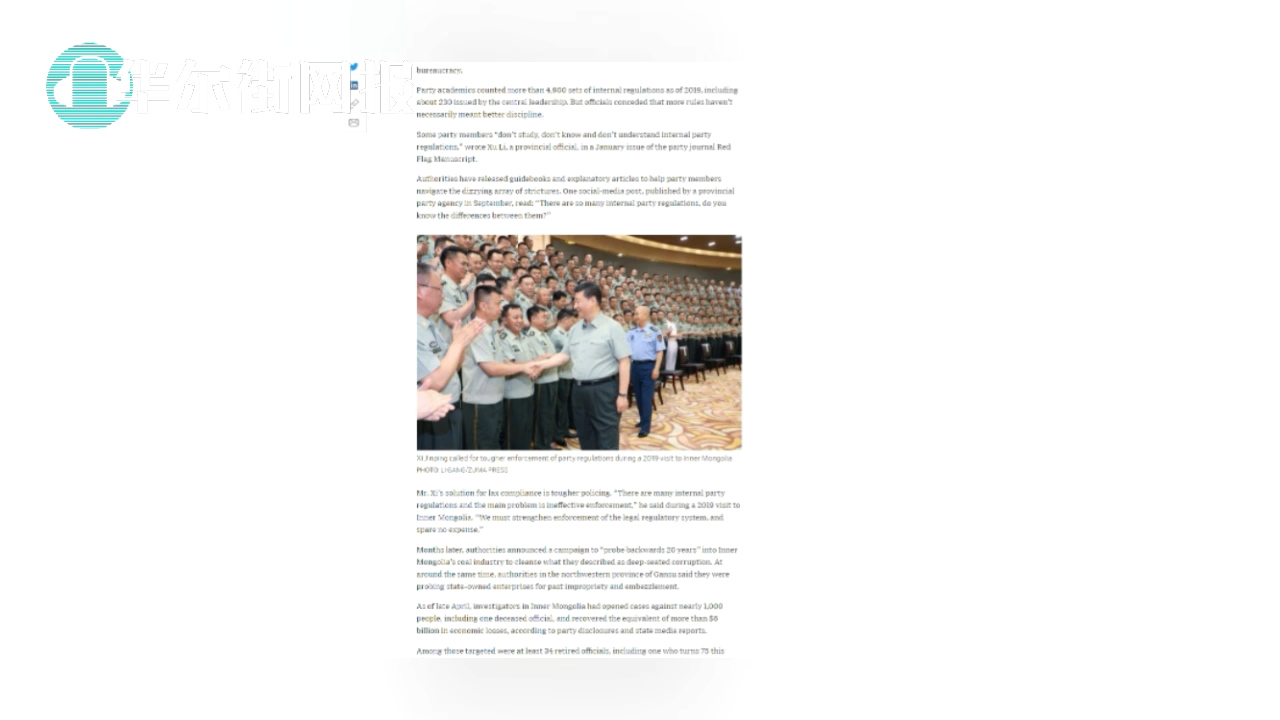 华尔街网报
bureaucracy.
Party academics counted more than 4,800 sets of internal regulations as of 2019, including
about 230 issued by the central leadership. But officials conceded that more rules haven't
necessarily meant better discipline.
Some party members “don't study, don't know and don't understand internal party
regulations,” wrote Xu Li, a provincial official, in a January issue of the party journal Red
Flag Manuscript.
Authorities have released guidebooks and explanatory articles to help party members
navigate the dizzying array of strictures. One social-media post, published by a provincial
party agency in September, read: “There are so many internal party regulations, do you
know the differences between them?”
Xi Jinping called for tougher enforcement of party regulations during a 2019 visit to Inner Mongolia.
PHOTO: LI GANG/ZUMA PRESS
Mr. Xi's solution for lax compliance is tougher policing. “There are many internal party
regulations and the main problem is ineffective enforcement,” he said during a 2019 visit to
Inner Mongolia. “We must strengthen enforcement of the legal regulatory system, and
spare no expense.”
Months later, authorities announced a campaign to “probe backwards 20 years” into Inner
Mongolia's coal industry to cleanse what they described as deep-seated corruption. At
around the same time, authorities in the northwestern province of Gansu said they were
probing state-owned enterprises for past impropriety and embezzlement.
As of late April, investigators in Inner Mongolia had opened cases against nearly 1,000
people, including one deceased official, and recovered the equivalent of more than $6
billion in economic losses, according to party disclosures and state media reports.
Among those targeted were at least 34 retired officials, including one who turns 75 this